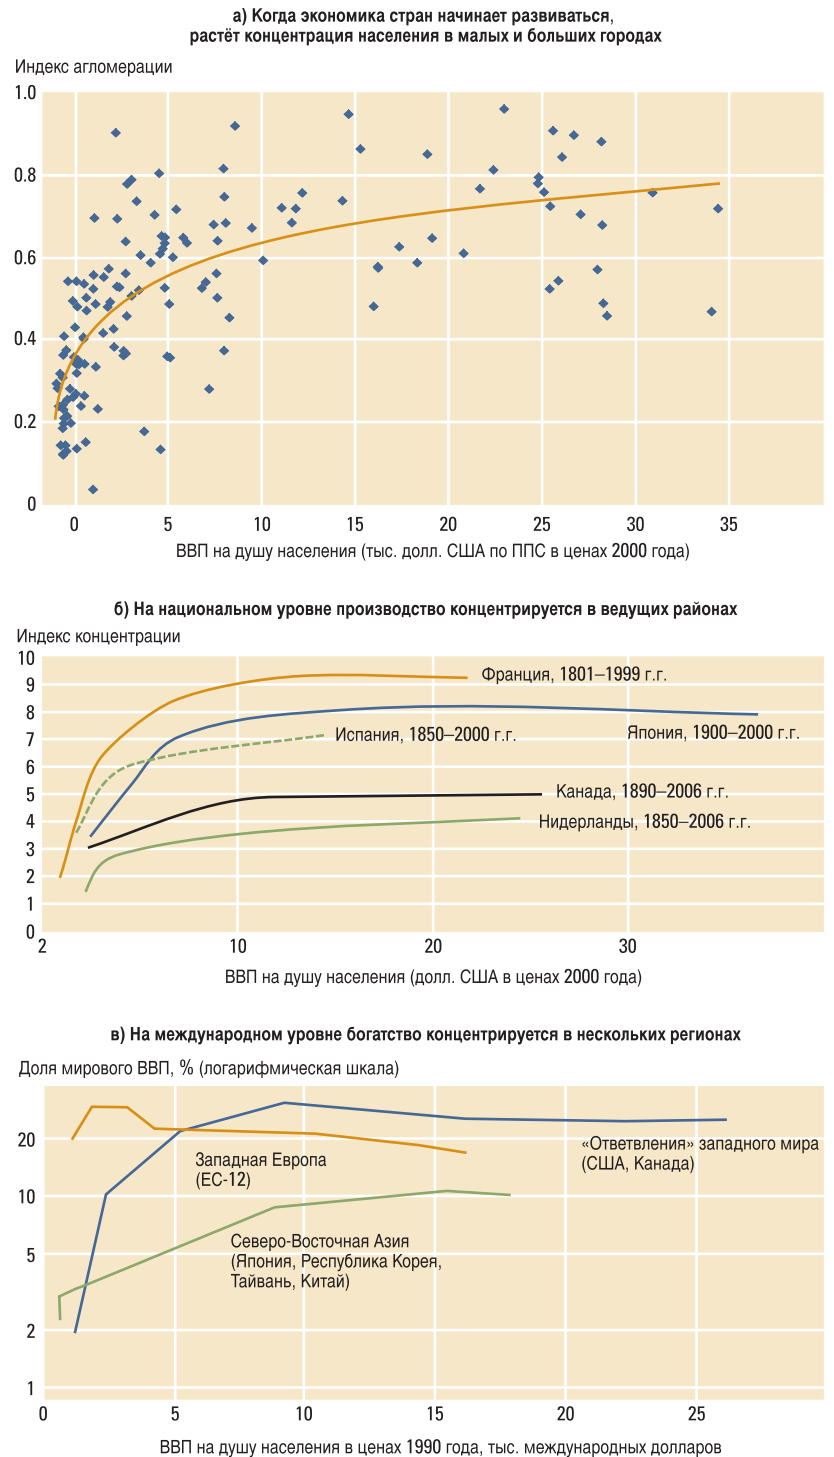 а) Когда экономика стран начинает развиваться,
растёт концентрация населения в малых и больших городах
Индекс агломерации
1.0
0.8
0.6
0.4
0.2
0
0 5 10 15 20 25 30 35
ВВП на душу населения (тыс. долл. США по ППС в ценах 2000 года)
б) На национальном уровне производство концентрируется в ведущих районах
Индекс концентрации
10
9
Франция, 1801–1999 г.г.
8
Япония, 1900–2000 г.г.
7
Испания, 1850–2000 г.г.
6
5
Канада, 1890–2006 г.г.
4
Нидерланды, 1850–2006 г.г.
3
2
1
0
2 10 20 30
ВВП на душу населения (долл. США в ценах 2000 года)
в) На международном уровне богатство концентрируется в нескольких регионах
Доля мирового ВВП, % (логарифмическая шкала)
20
«Ответвления» западного мира
(США, Канада)
Западная Европа
(ЕС-12)
10
Северо-Восточная Азия
(Япония, Республика Корея,
Тайвань, Китай)
5
2
1
0 5 10 15 20 25
ВВП на душу населения в ценах 1990 года, тыс. международных долларов